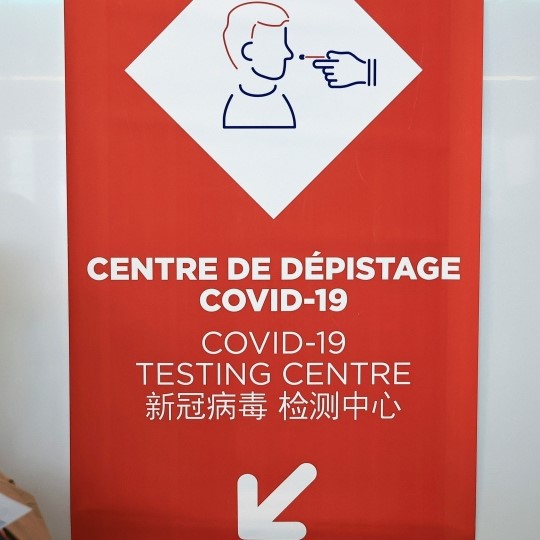 CENTRE DE DÉPISTAGE
COVID-19
COVID-19
TESTING CENTRE
新冠病毒 检测中心